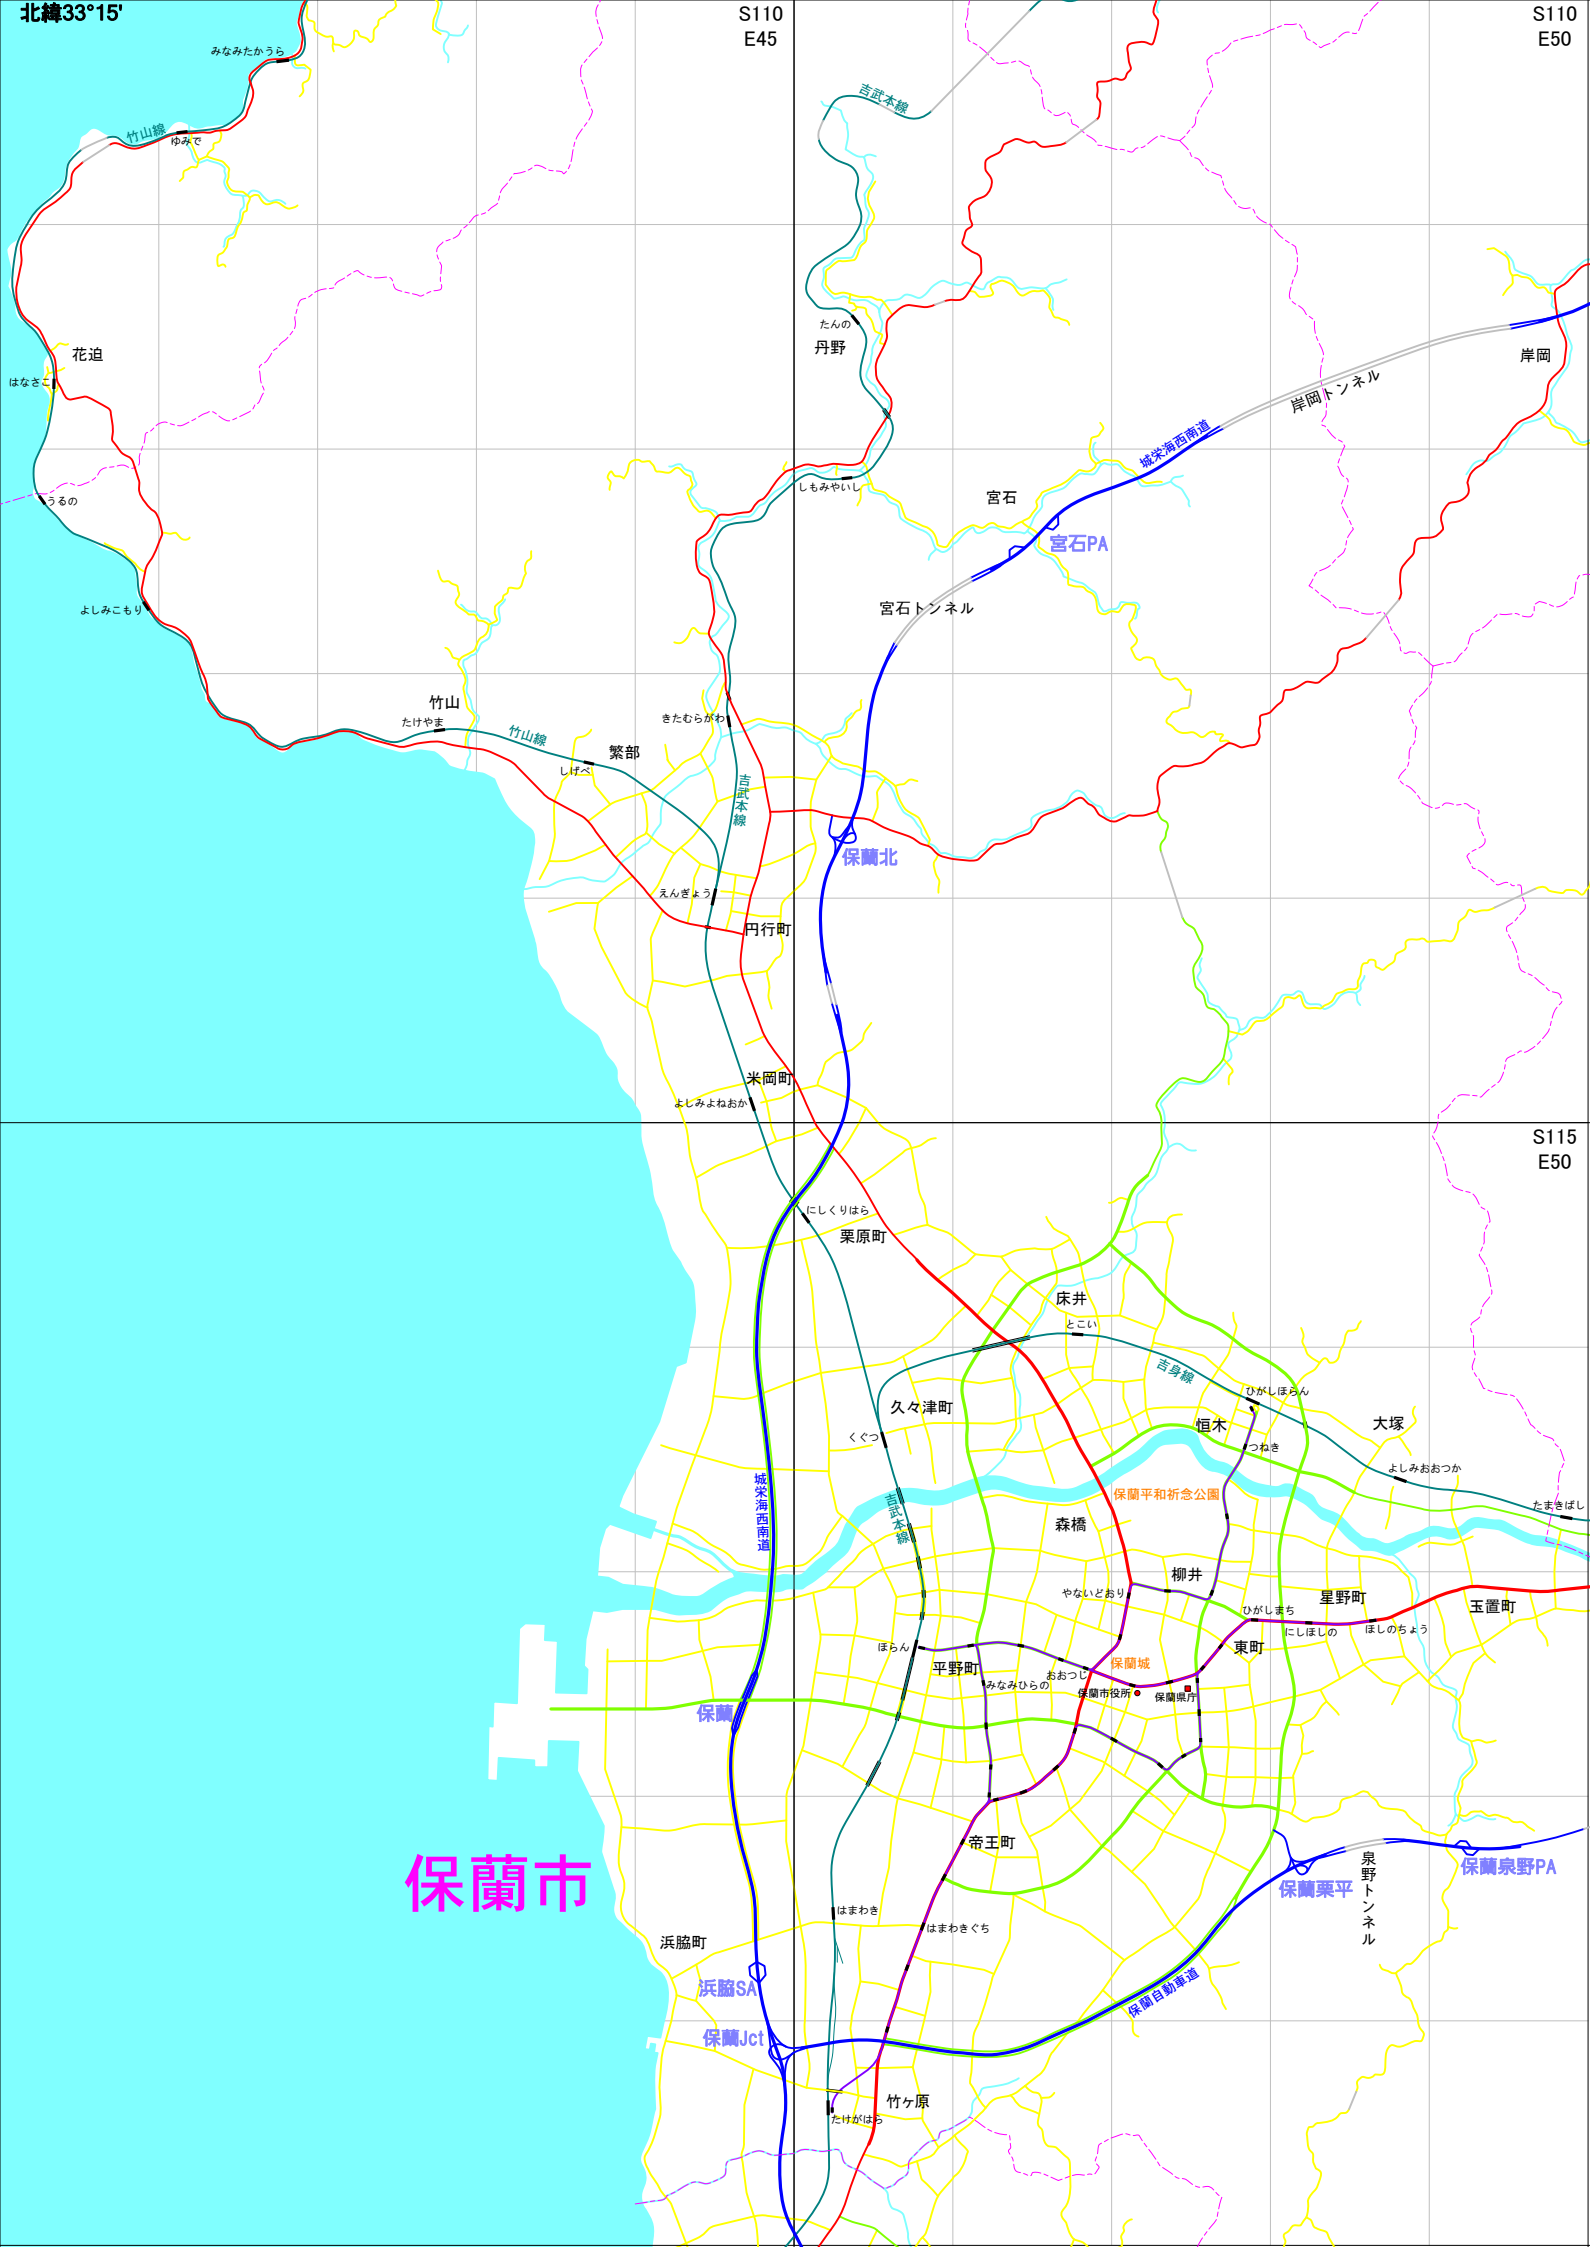 北緯33°15'
S110
E45
S110
E50
みなみたかうら
吉武本線
竹山線
ゆみで
たんの
丹野
花迫
はなさこ
岸岡
岸岡トンネル
城栄海西南道
うるの
しもみやいし
宮石
宮石PA
よしみこもり
宮石トンネル
竹山
たけやま
竹山線
きたむらがわ
繁部
しげべ
吉武本線
保蘭北
えんぎょう
円行町
米岡町
よしみよねおか
S115
E50
にしくりはら
栗原町
床井
とこい
吉身線
ひがしほらん
久々津町
恒木
大塚
くぐつ
つねき
よしみおおつか
城栄海西南道
吉武本線
保蘭平和祈念公園
たまきばし
森橋
柳井
やないどおり
星野町
玉置町
ひがしまち
にしほしの
ほしのちょう
東町
ほらん
平野町
おおつじ
保蘭城
みなみひらの
保蘭市役所
保蘭県庁
保蘭
帝王町
保蘭市
泉野トンネル
保蘭泉野PA
保蘭栗平
はまわき
はまわきぐち
浜脇町
浜脇SA
保蘭自動車道
保蘭Jct
竹ヶ原
たけがはら